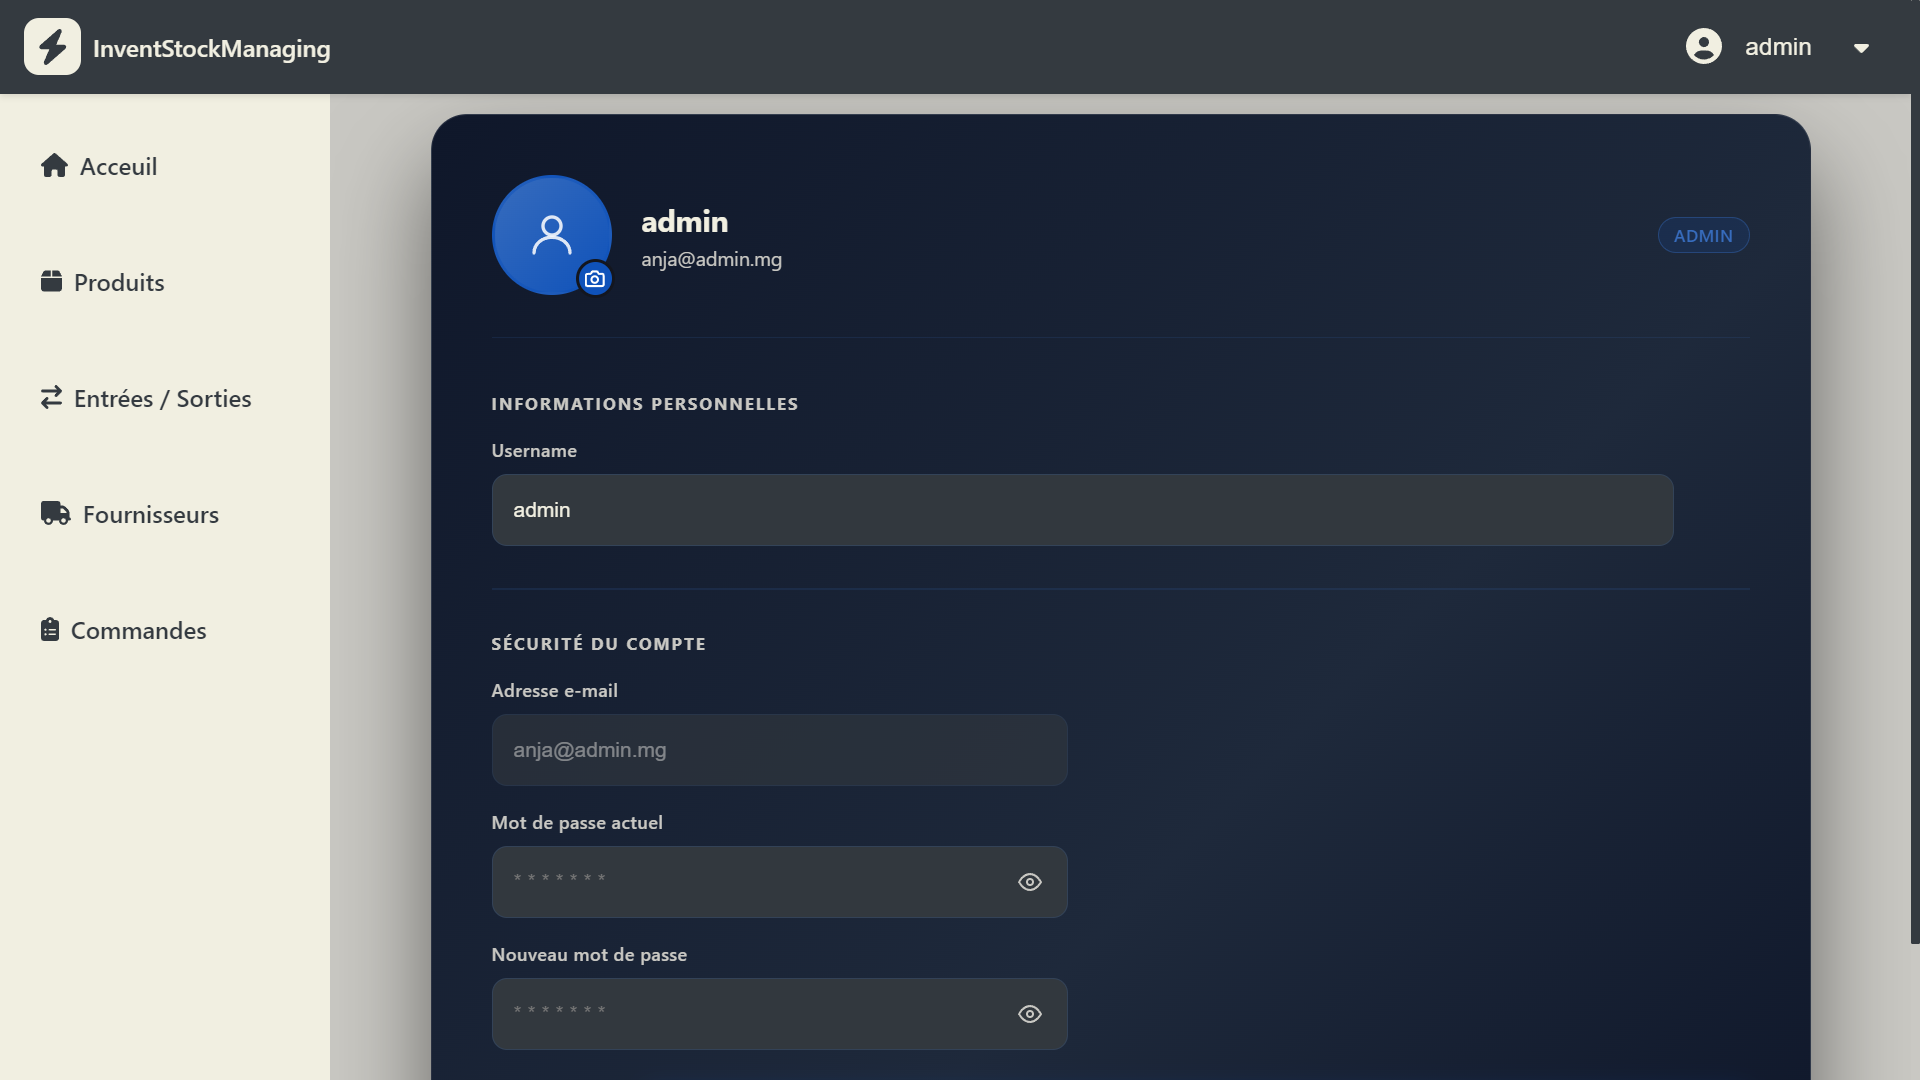 InventStockManaging
admin
Acceuil
Produits
Entrées / Sorties
Fournisseurs
Commandes
admin
anja@admin.mg
ADMIN
INFORMATIONS PERSONNELLES
Username
admin
SÉCURITÉ DU COMPTE
Adresse e-mail
anja@admin.mg
Mot de passe actuel
* * * * * * *
Nouveau mot de passe
* * * * * * *